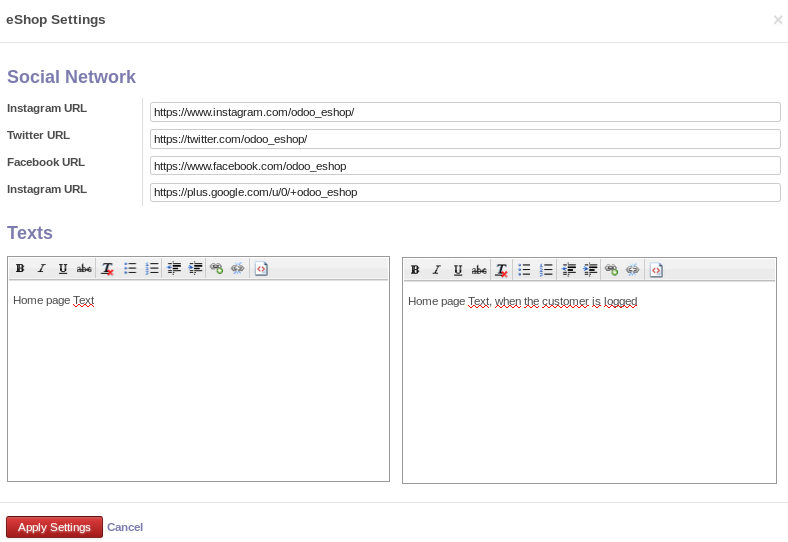 eShop Settings ×
Social Network
Instagram URL https://www.instagram.com/odoo_eshop/
Twitter URL https://twitter.com/odoo_eshop/
Facebook URL https://www.facebook.com/odoo_eshop
Instagram URL https://plus.google.com/u/0/+odoo_eshop
Texts
B I U abc T
B I U abc T
Home page Text
Home page Text, when the customer is logged
Apply Settings Cancel